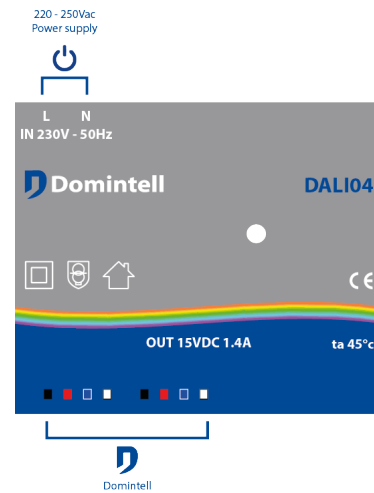 220 - 250Vac
Power supply
L N
IN 230V - 50Hz
Domintell
DALI04
CE
OUT 15VDC 1.4A
ta 45°c
Domintell